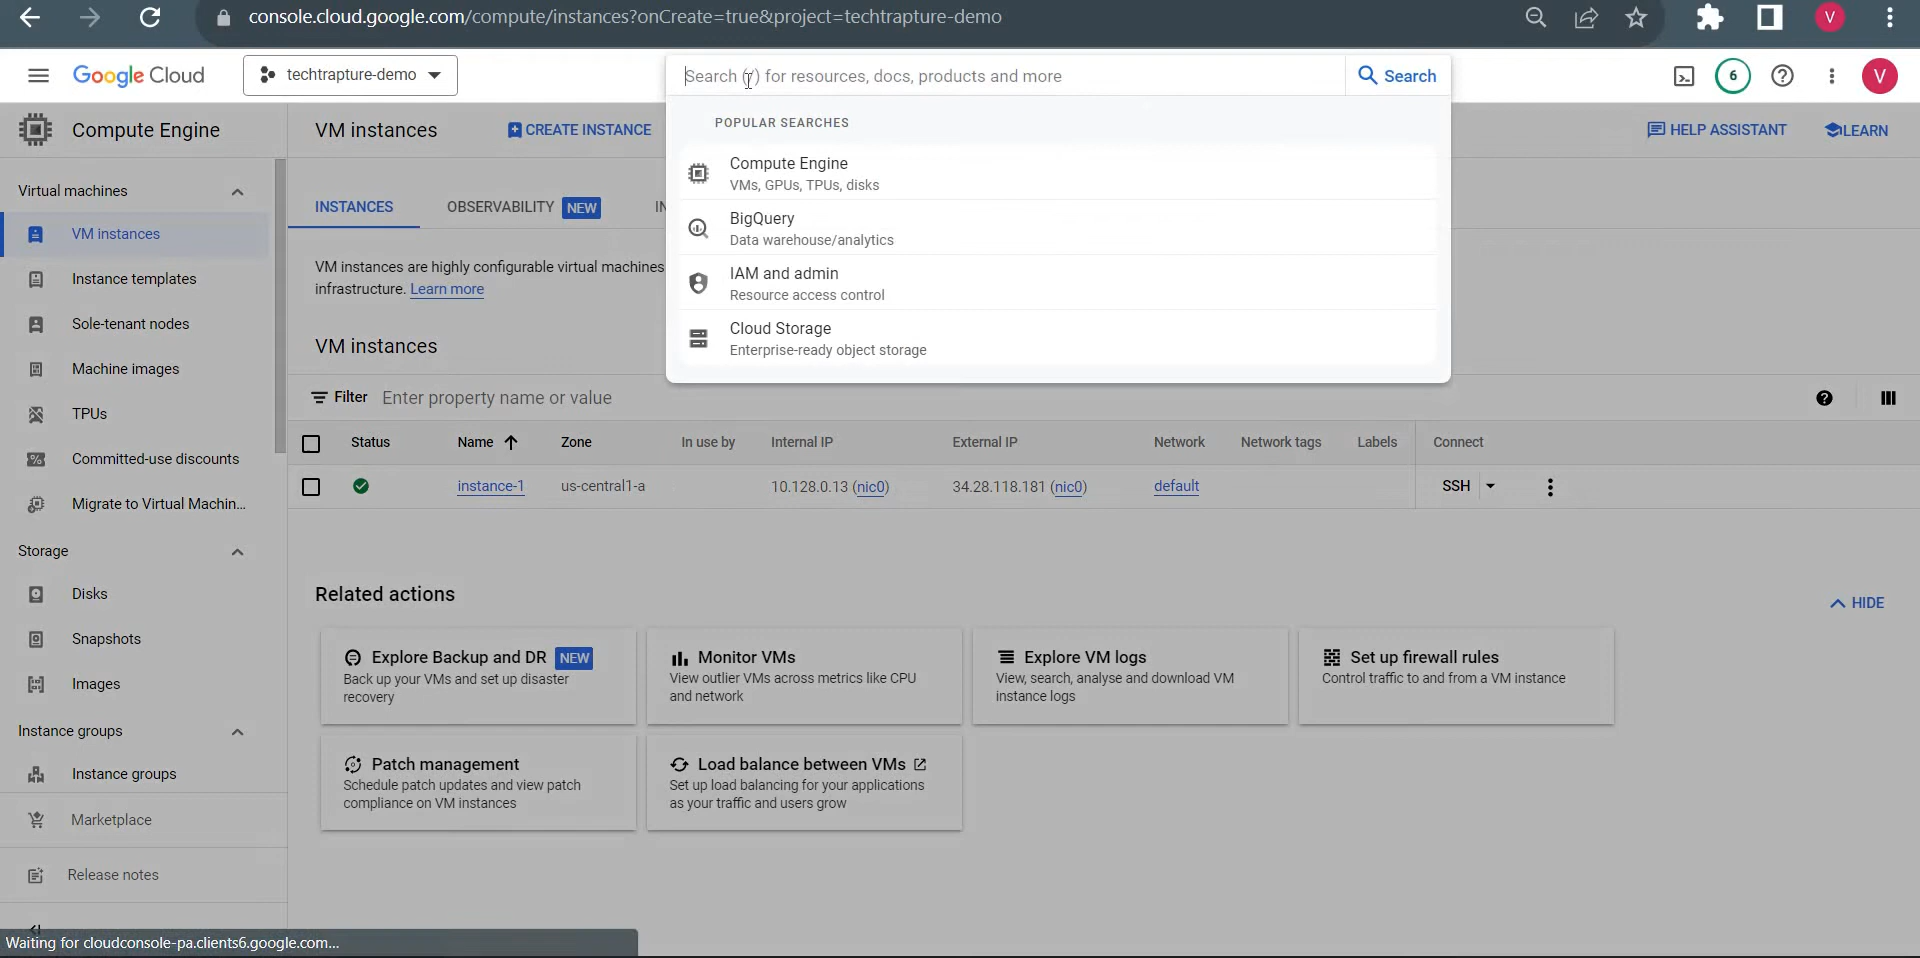 console.cloud.google.com/compute/instances?onCreate=true&project=techtrapture-demo
V
Google Cloud
techtrapture-demo
Search (/) for resources, docs, products and more
Search
6
V
POPULAR SEARCHES
Compute Engine
VMs, GPUs, TPUs, disks
BigQuery
Data warehouse/analytics
IAM and admin
Resource access control
Cloud Storage
Enterprise-ready object storage
Compute Engine
VM instances
CREATE INSTANCE
HELP ASSISTANT
LEARN
Virtual machines
VM instances
Instance templates
Sole-tenant nodes
Machine images
TPUs
Committed-use discounts
Migrate to Virtual Machin...
Storage
Disks
Snapshots
Images
Instance groups
Instance groups
Marketplace
Release notes
INSTANCES
OBSERVABILITY NEW
IN
VM instances are highly configurable virtual machines
infrastructure. Learn more
VM instances
Filter Enter property name or value
Status Name Zone In use by Internal IP External IP Network Network tags Labels Connect
instance-1 us-central1-a 10.128.0.13 (nic0) 34.28.118.181 (nic0) default SSH
Related actions
HIDE
Explore Backup and DR NEW
Back up your VMs and set up disaster
recovery
Monitor VMs
View outlier VMs across metrics like CPU
and network
Explore VM logs
View, search, analyse and download VM
instance logs
Set up firewall rules
Control traffic to and from a VM instance
Patch management
Schedule patch updates and view patch
compliance on VM instances
Load balance between VMs
Set up load balancing for your applications
as your traffic and users grow
Waiting for cloudconsole-pa.clients6.google.com...